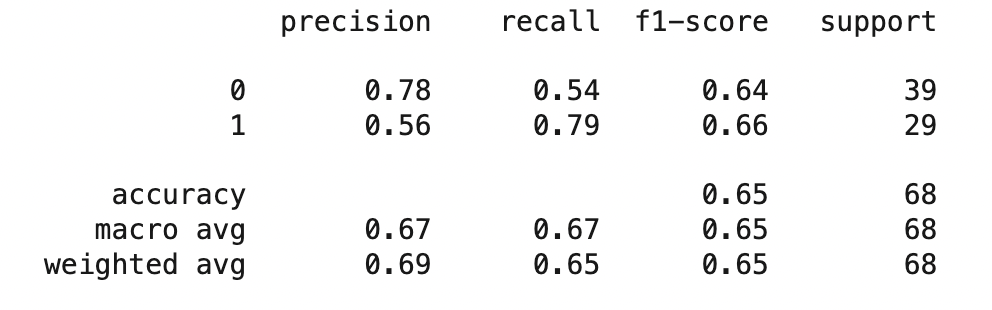 precision recall f1-score support
0 0.78 0.54 0.64 39
1 0.56 0.79 0.66 29
accuracy 0.65 68
macro avg 0.67 0.67 0.65 68
weighted avg 0.69 0.65 0.65 68